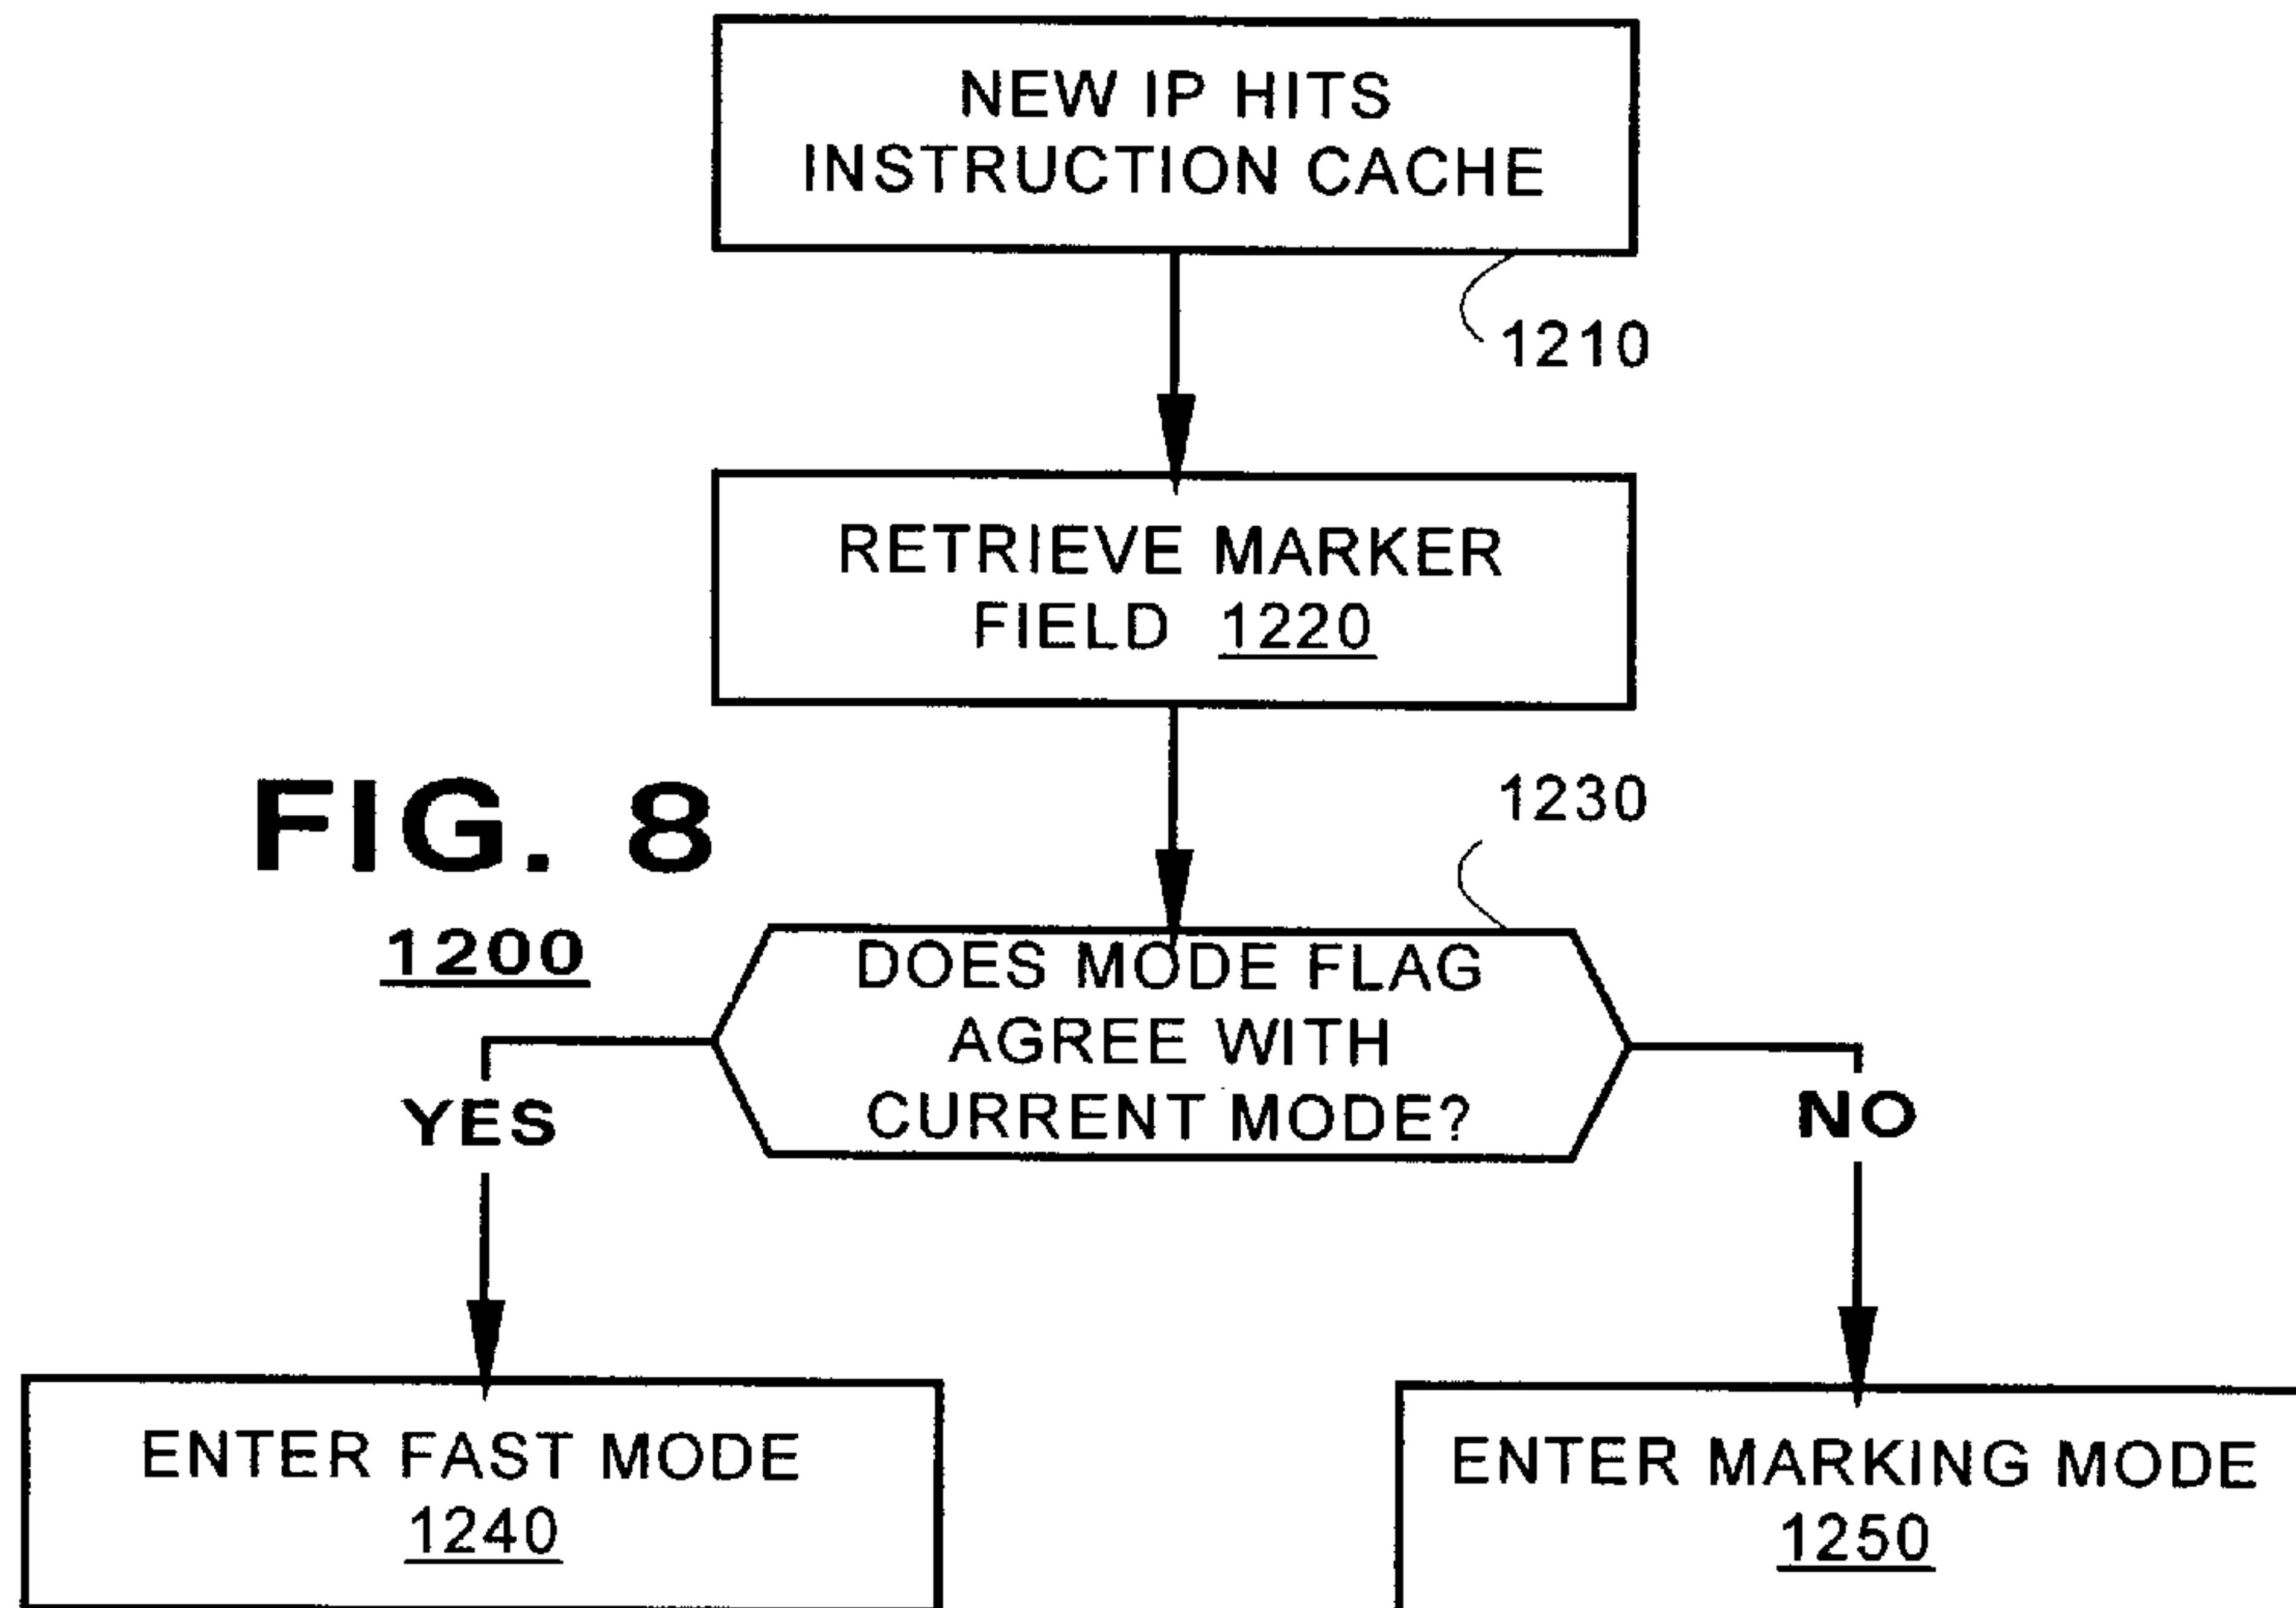 NEW IP HITS
INSTRUCTION CACHE
1210
RETRIEVE MARKER
FIELD 1220
FIG. 8
1200
1230
DOES MODE FLAG
AGREE WITH
CURRENT MODE?
YES
NO
ENTER FAST MODE
1240
ENTER MARKING MODE
1250